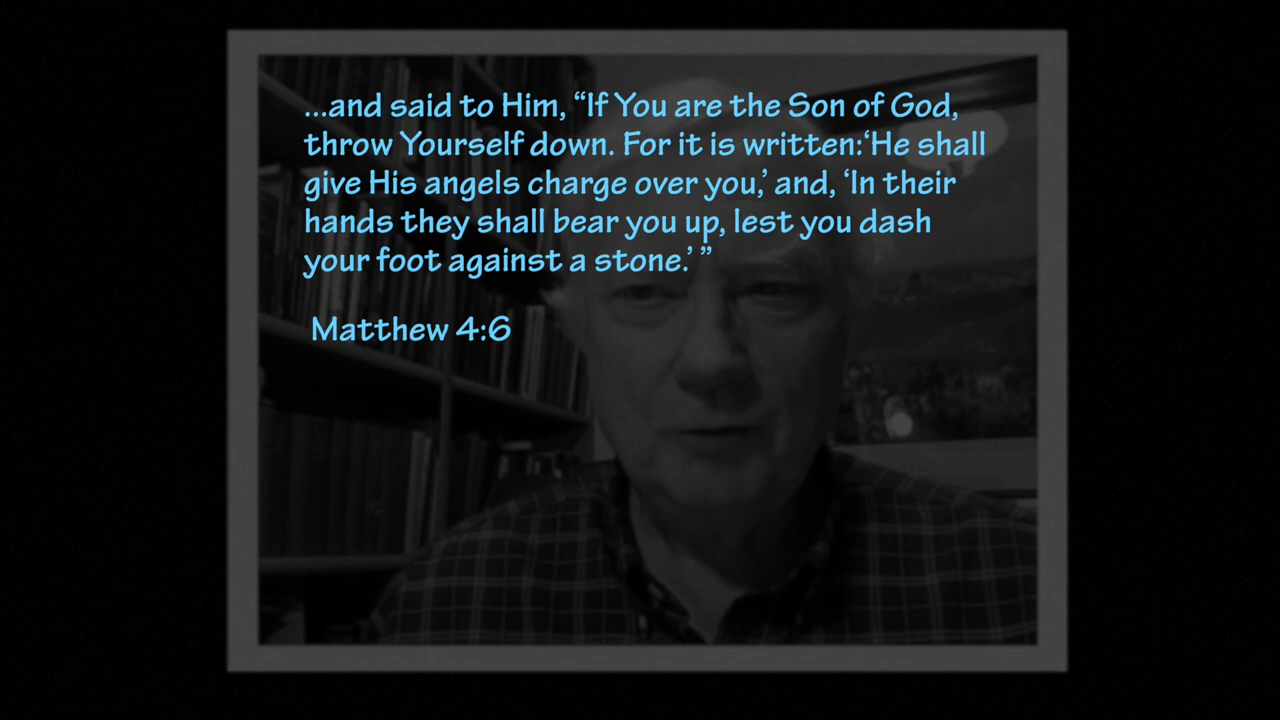 ...and said to Him, “If You are the Son of God,
throw Yourself down. For it is written:‘He shall
give His angels charge over you,’ and, ‘In their
hands they shall bear you up, lest you dash
your foot against a stone.’ ”
Matthew 4:6